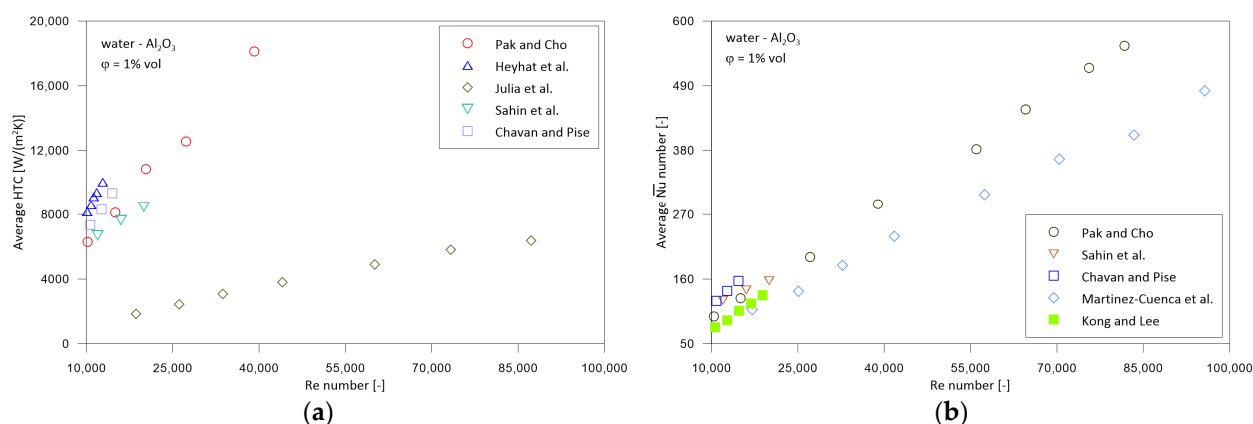 20,000
16,000
12,000
8000
4000
0
Average HTC [W/(m²K)]
water - Al₂O₃
φ = 1% vol
Pak and Cho
Heyhat et al.
Julia et al.
Sahin et al.
Chavan and Pise
10,000 25,000 40,000 55,000 70,000 85,000 100,000
Re number [-]
(a)
600
490
380
270
160
50
Average N̅u̅ number [-]
water - Al₂O₃
φ = 1% vol
Pak and Cho
Sahin et al.
Chavan and Pise
Martinez-Cuenca et al.
Kong and Lee
10,000 25,000 40,000 55,000 70,000 85,000 100,000
Re number [-]
(b)